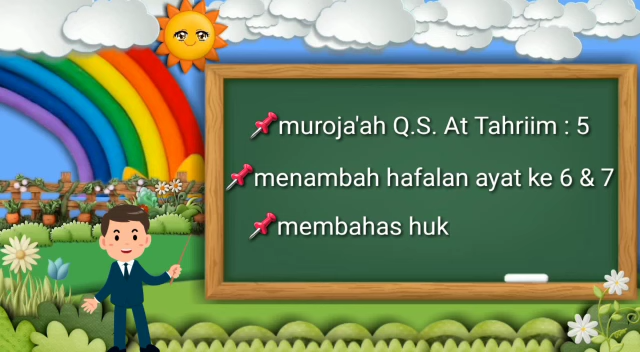 muroja'ah Q.S. At Tahriim : 5
menambah hafalan ayat ke 6 & 7
membahas huk